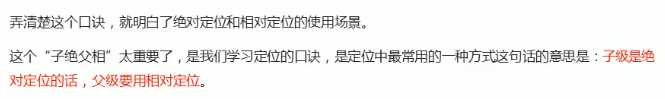 弄清楚这个口诀，就明白了绝对定位和相对定位的使用场景。
这个“子绝父相”太重要了，是我们学习定位的口诀，是定位中最常用的一种方式这句话的意思是：子级是绝
对定位的话，父级要用相对定位。